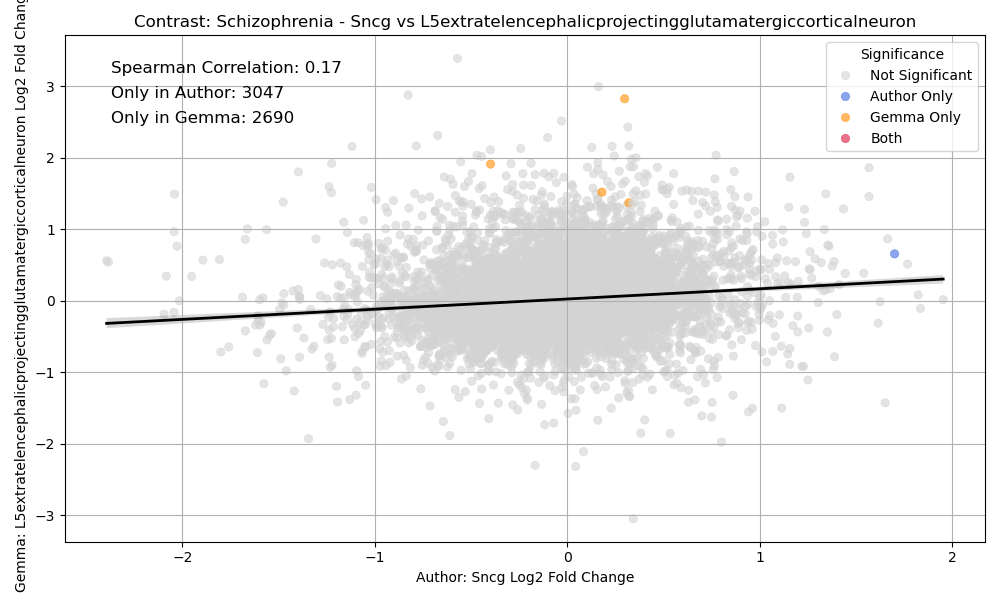 Contrast: Schizophrenia - Sncg vs L5extratelencephalicprojectingglutamatergiccorticalneuron
Gemma: L5extratelencephalicprojectingglutamatergiccorticalneuron Log2 Fold Chang
Spearman Correlation: 0.17
Only in Author: 3047
Only in Gemma: 2690
Significance
Not Significant
Author Only
Gemma Only
Both
3
2
1
0
−1
−2
−3
−2
−1
0
1
2
Author: Sncg Log2 Fold Change